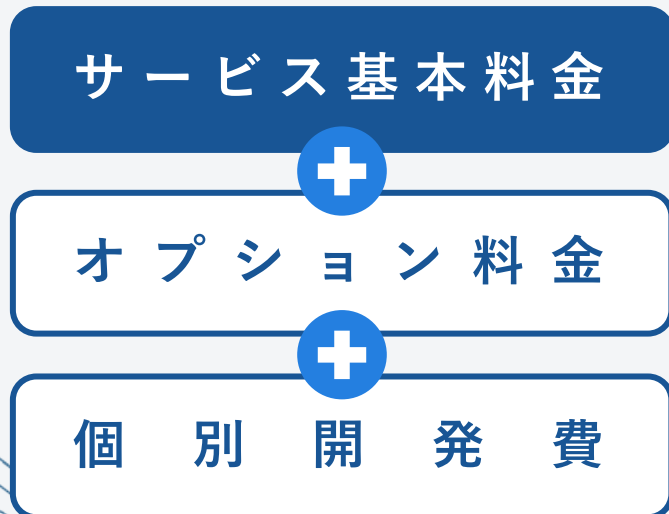 サービス基本料金
オプション料金
個別開発費